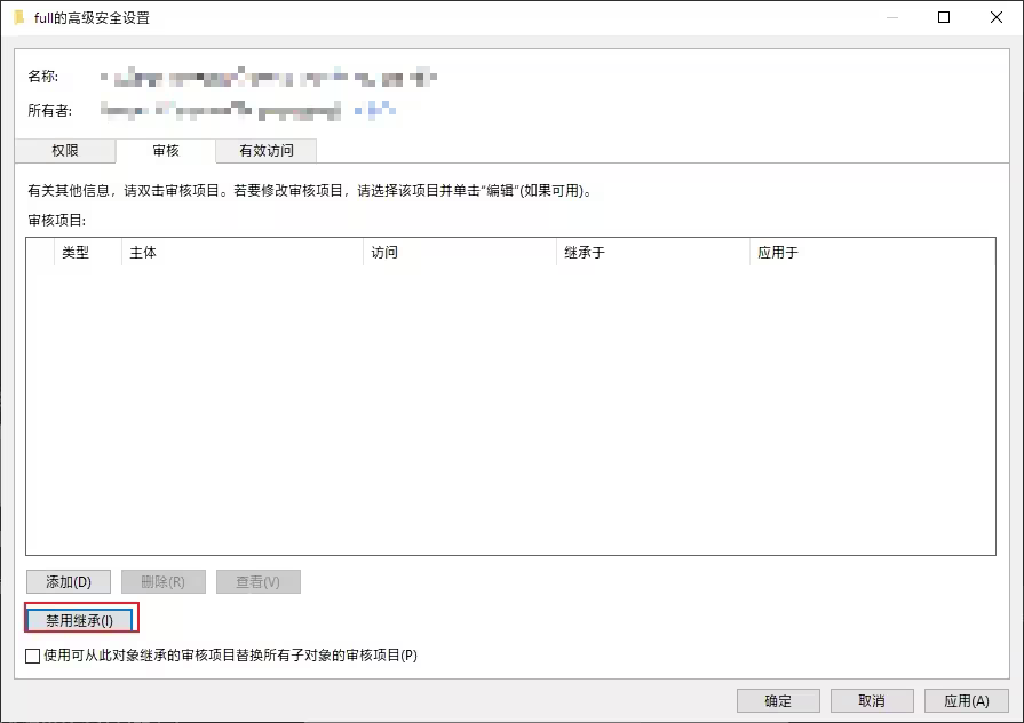 full的高级安全设置
名称:
所有者:
权限 审核 有效访问
有关其他信息，请双击审核项目。若要修改审核项目，请选择该项目并单击"编辑"(如果可用)。
审核项目:
类型 主体 访问 继承于 应用于
添加(D) 删除(R) 查看(V)
禁用继承(I)
使用可从此对象继承的审核项目替换所有子对象的审核项目(P)
确定 取消 应用(A)